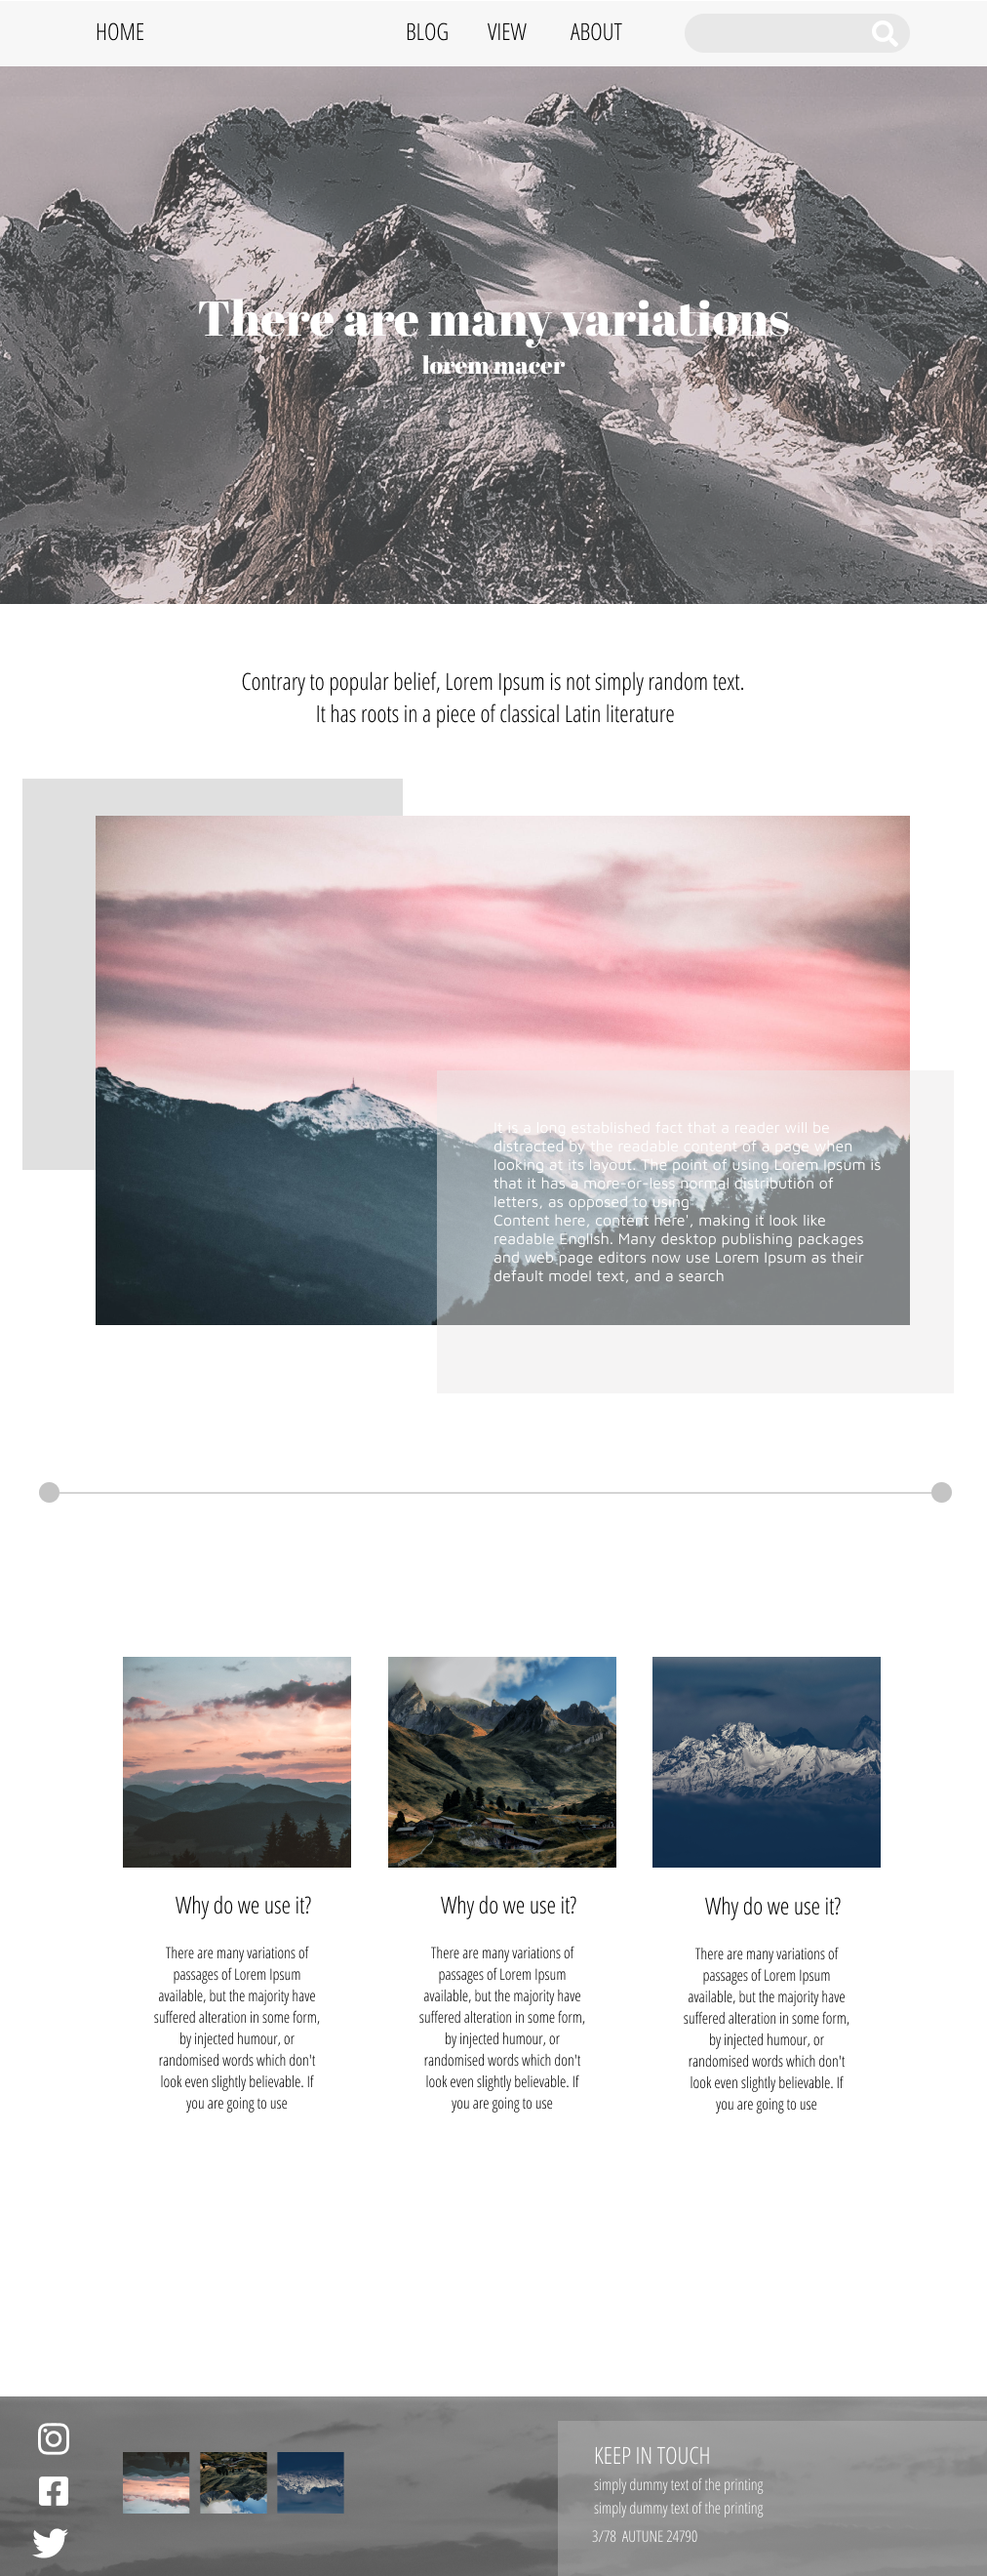 HOME
BLOG
VIEW
ABOUT
There are many variations
lorem macer
Contrary to popular belief, Lorem Ipsum is not simply random text.
It has roots in a piece of classical Latin literature
It is a long established fact that a reader will be
distracted by the readable content of a page when
looking at its layout. The point of using Lorem Ipsum is
that it has a more-or-less normal distribution of
letters, as opposed to using
Content here, content here', making it look like
readable English. Many desktop publishing packages
and web page editors now use Lorem Ipsum as their
default model text, and a search
Why do we use it?
There are many variations of
passages of Lorem Ipsum
available, but the majority have
suffered alteration in some form,
by injected humour, or
randomised words which don't
look even slightly believable. If
you are going to use
Why do we use it?
There are many variations of
passages of Lorem Ipsum
available, but the majority have
suffered alteration in some form,
by injected humour, or
randomised words which don't
look even slightly believable. If
you are going to use
Why do we use it?
There are many variations of
passages of Lorem Ipsum
available, but the majority have
suffered alteration in some form,
by injected humour, or
randomised words which don't
look even slightly believable. If
you are going to use
KEEP IN TOUCH
simply dummy text of the printing
simply dummy text of the printing
3/78 AUTUNE 24790